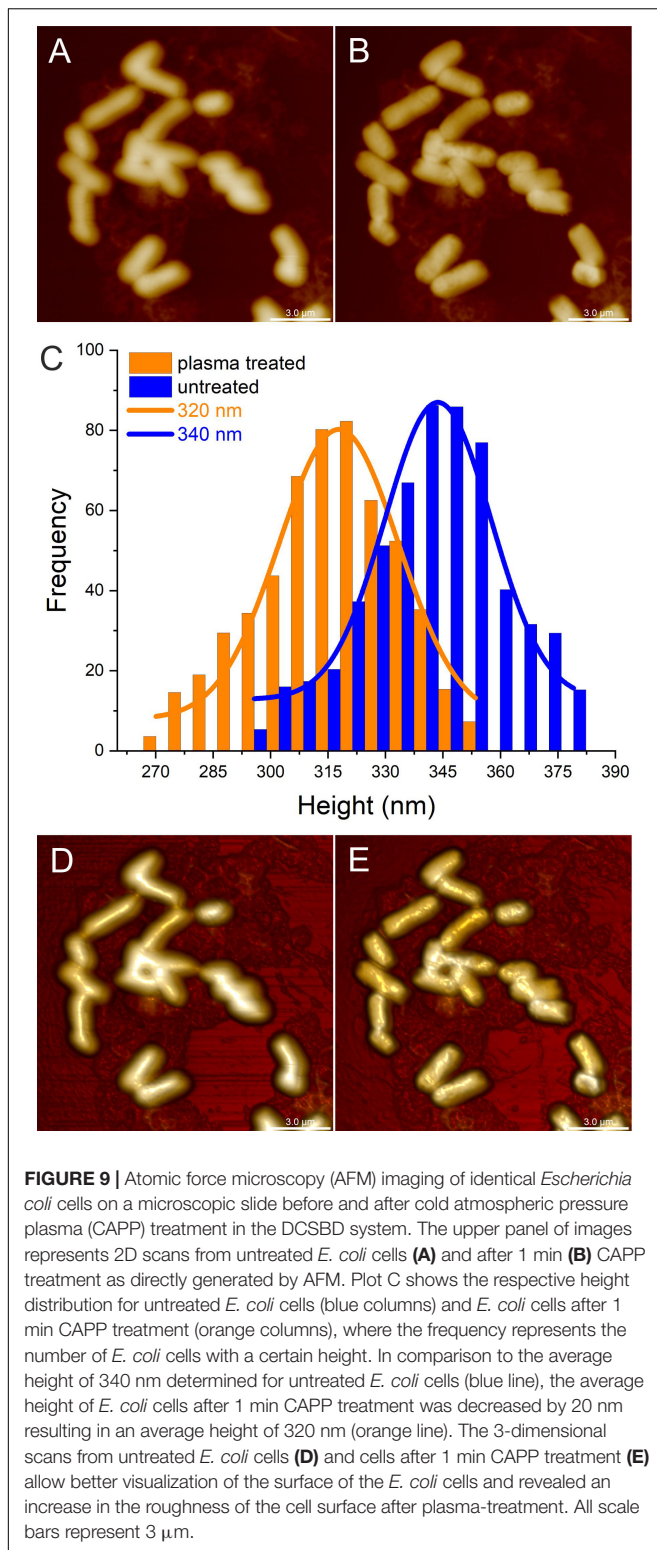 A
B
3.0 μm
3.0 μm
C
100
80
60
40
20
0
Frequency
plasma treated
untreated
320 nm
340 nm
270 285 300 315 330 345 360 375 390
Height (nm)
D
E
3.0 μm
3.0 μm
FIGURE 9 | Atomic force microscopy (AFM) imaging of identical Escherichia
coli cells on a microscopic slide before and after cold atmospheric pressure
plasma (CAPP) treatment in the DCSBD system. The upper panel of images
represents 2D scans from untreated E. coli cells (A) and after 1 min (B) CAPP
treatment as directly generated by AFM. Plot C shows the respective height
distribution for untreated E. coli cells (blue columns) and E. coli cells after 1
min CAPP treatment (orange columns), where the frequency represents the
number of E. coli cells with a certain height. In comparison to the average
height of 340 nm determined for untreated E. coli cells (blue line), the average
height of E. coli cells after 1 min CAPP treatment was decreased by 20 nm
resulting in an average height of 320 nm (orange line). The 3-dimensional
scans from untreated E. coli cells (D) and cells after 1 min CAPP treatment (E)
allow better visualization of the surface of the E. coli cells and revealed an
increase in the roughness of the cell surface after plasma-treatment. All scale
bars represent 3 μm.